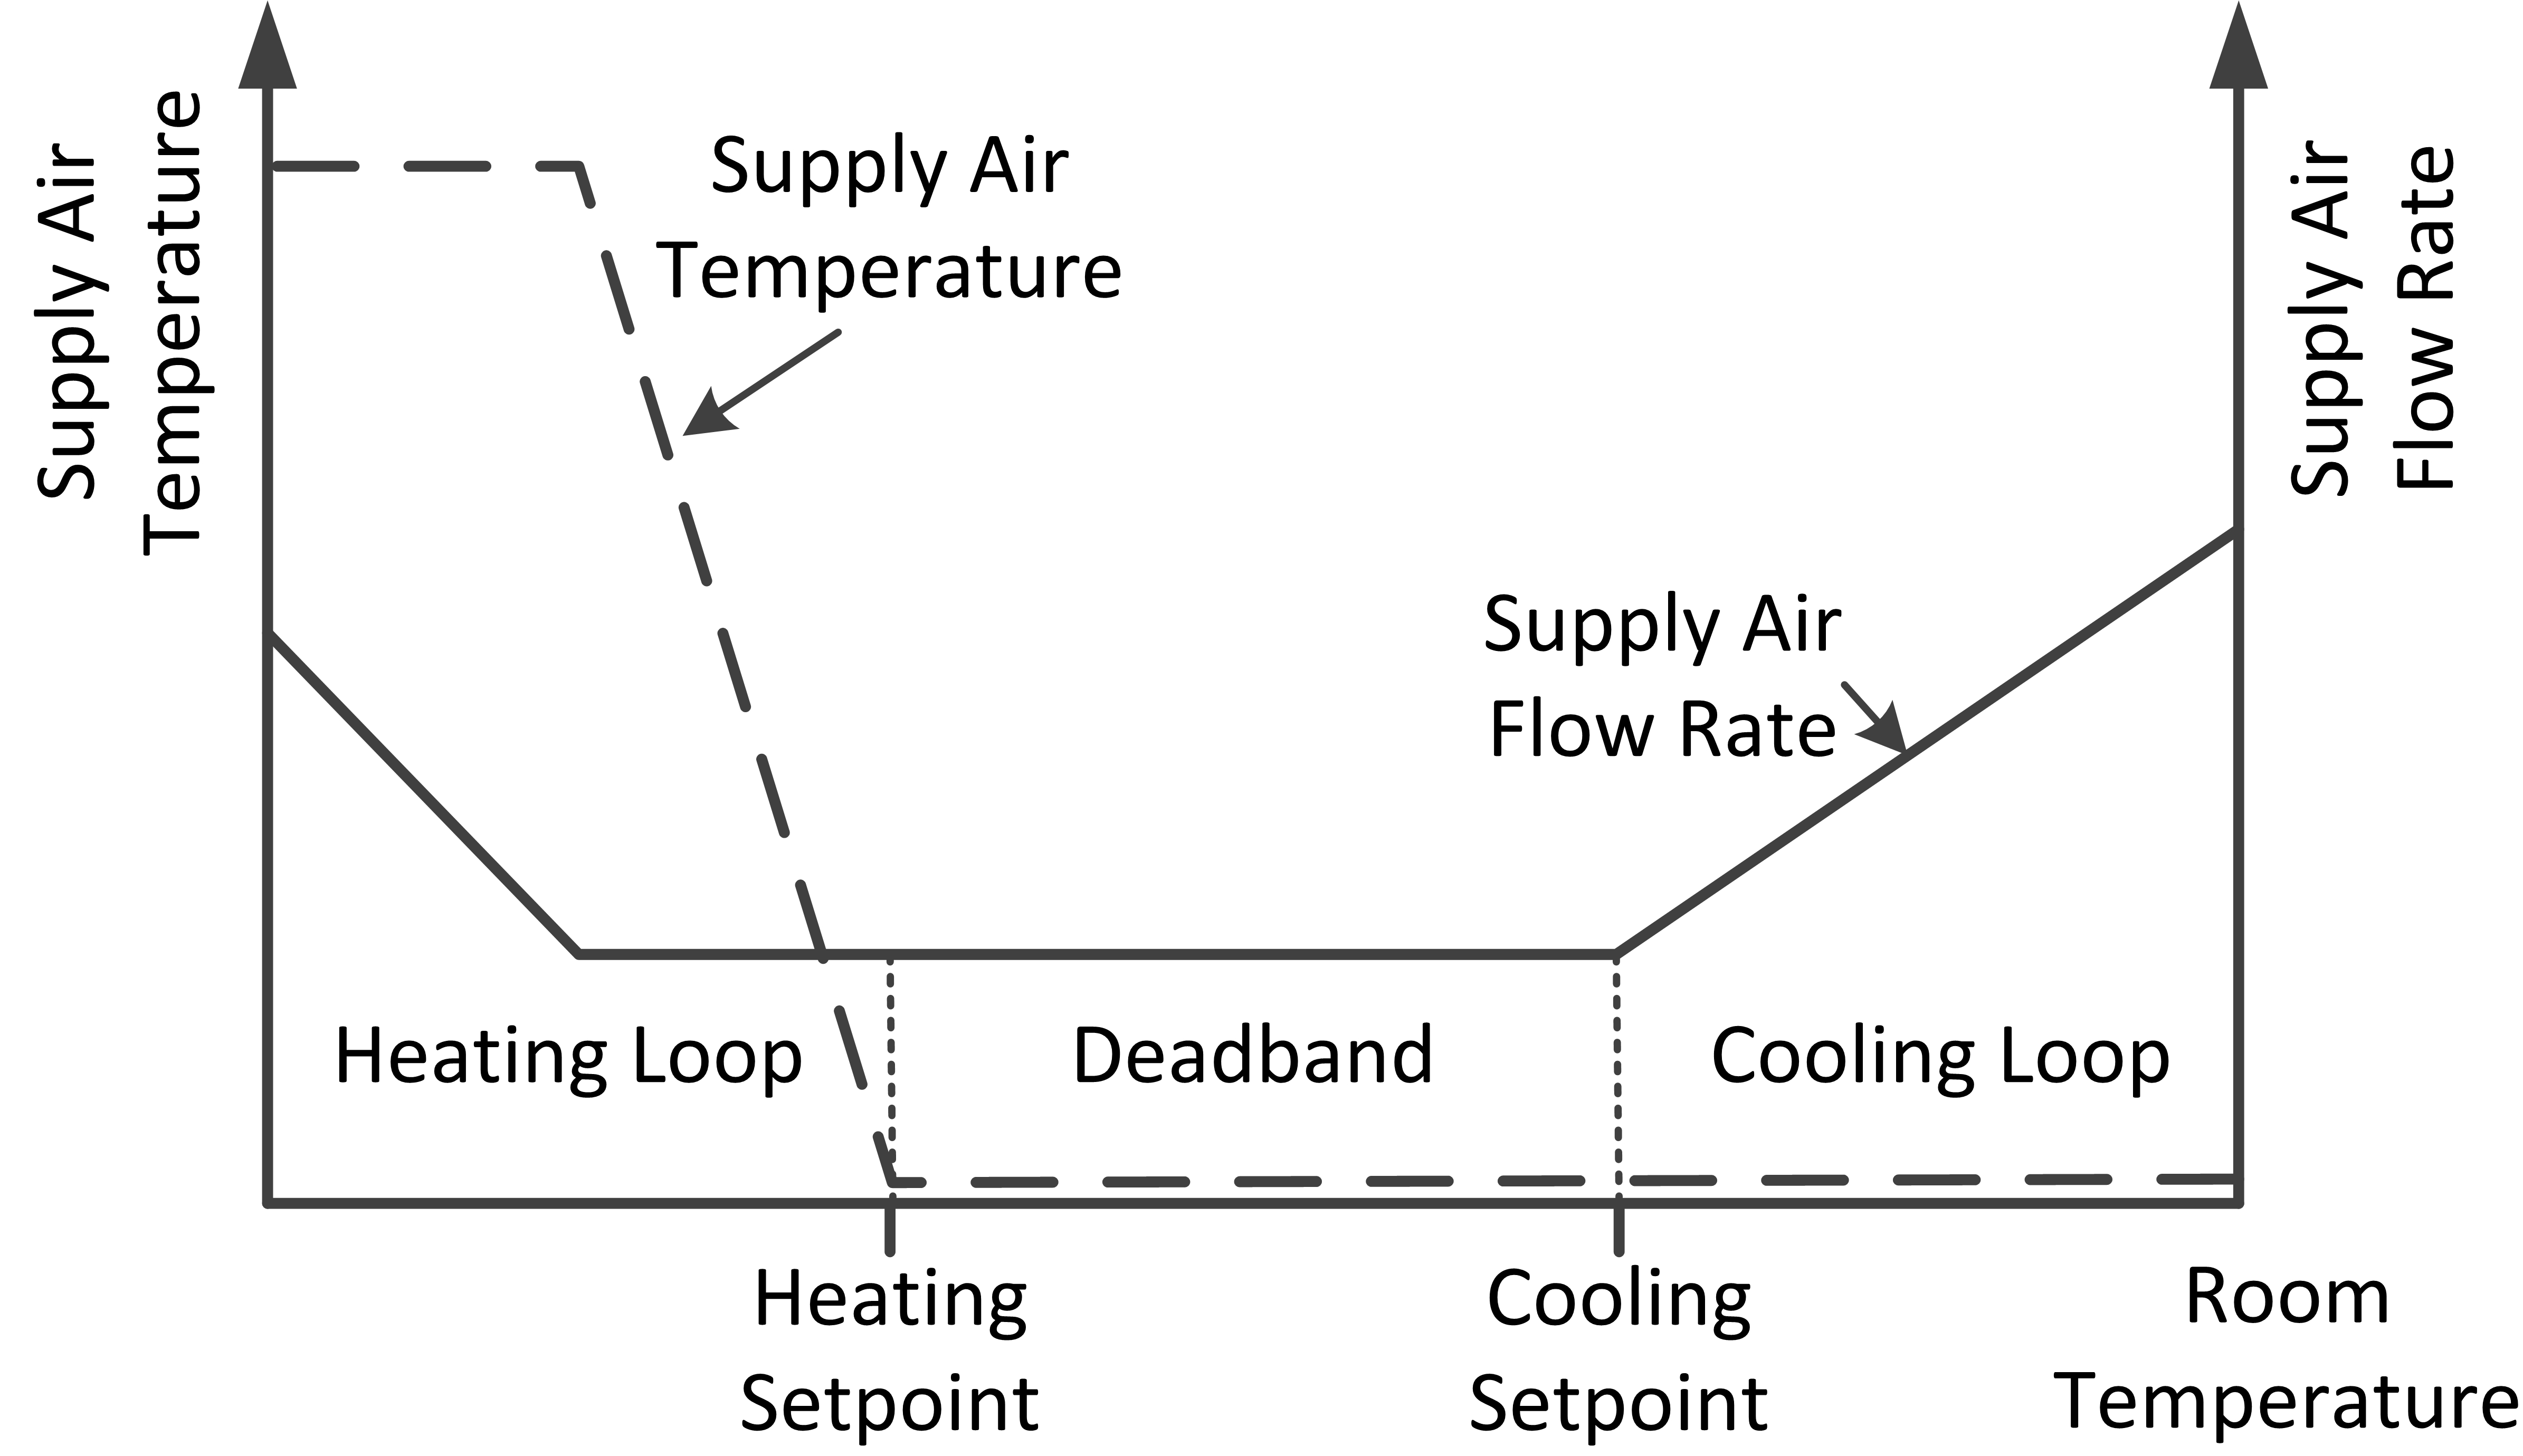 Supply Air
Temperature
Supply Air
Temperature
Supply Air
Flow Rate
Supply Air
Flow Rate
Heating Loop
Deadband
Cooling Loop
Heating
Setpoint
Cooling
Setpoint
Room
Temperature